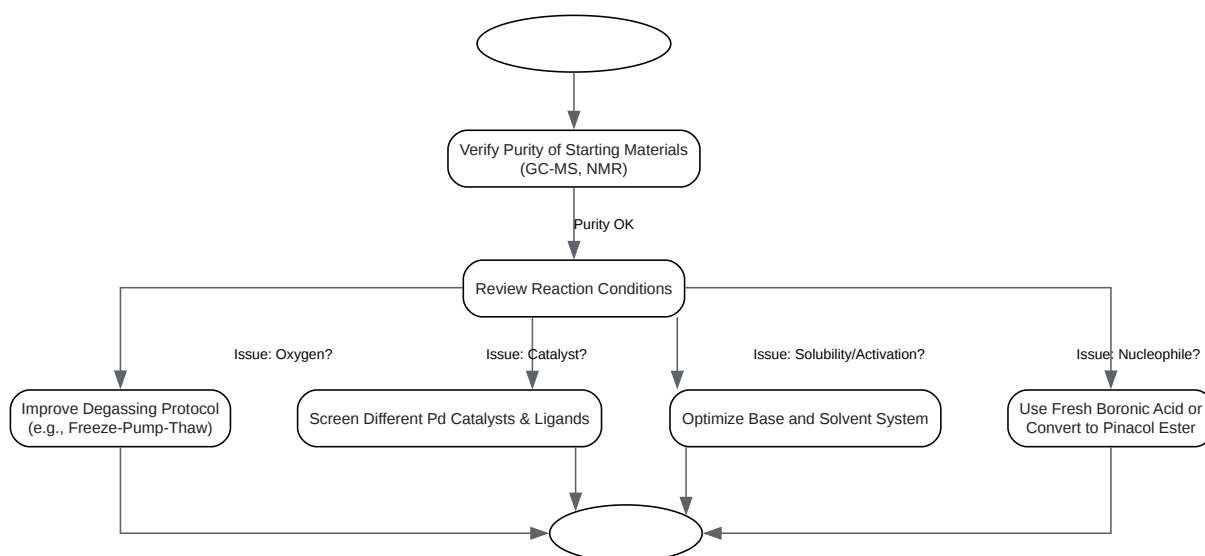 Verify Purity of Starting Materials
(GC-MS, NMR)
Purity OK
Review Reaction Conditions
Issue: Oxygen?
Issue: Catalyst?
Issue: Solubility/Activation?
Issue: Nucleophile?
Improve Degassing Protocol
(e.g., Freeze-Pump-Thaw)
Screen Different Pd Catalysts & Ligands
Optimize Base and Solvent System
Use Fresh Boronic Acid or
Convert to Pinacol Ester